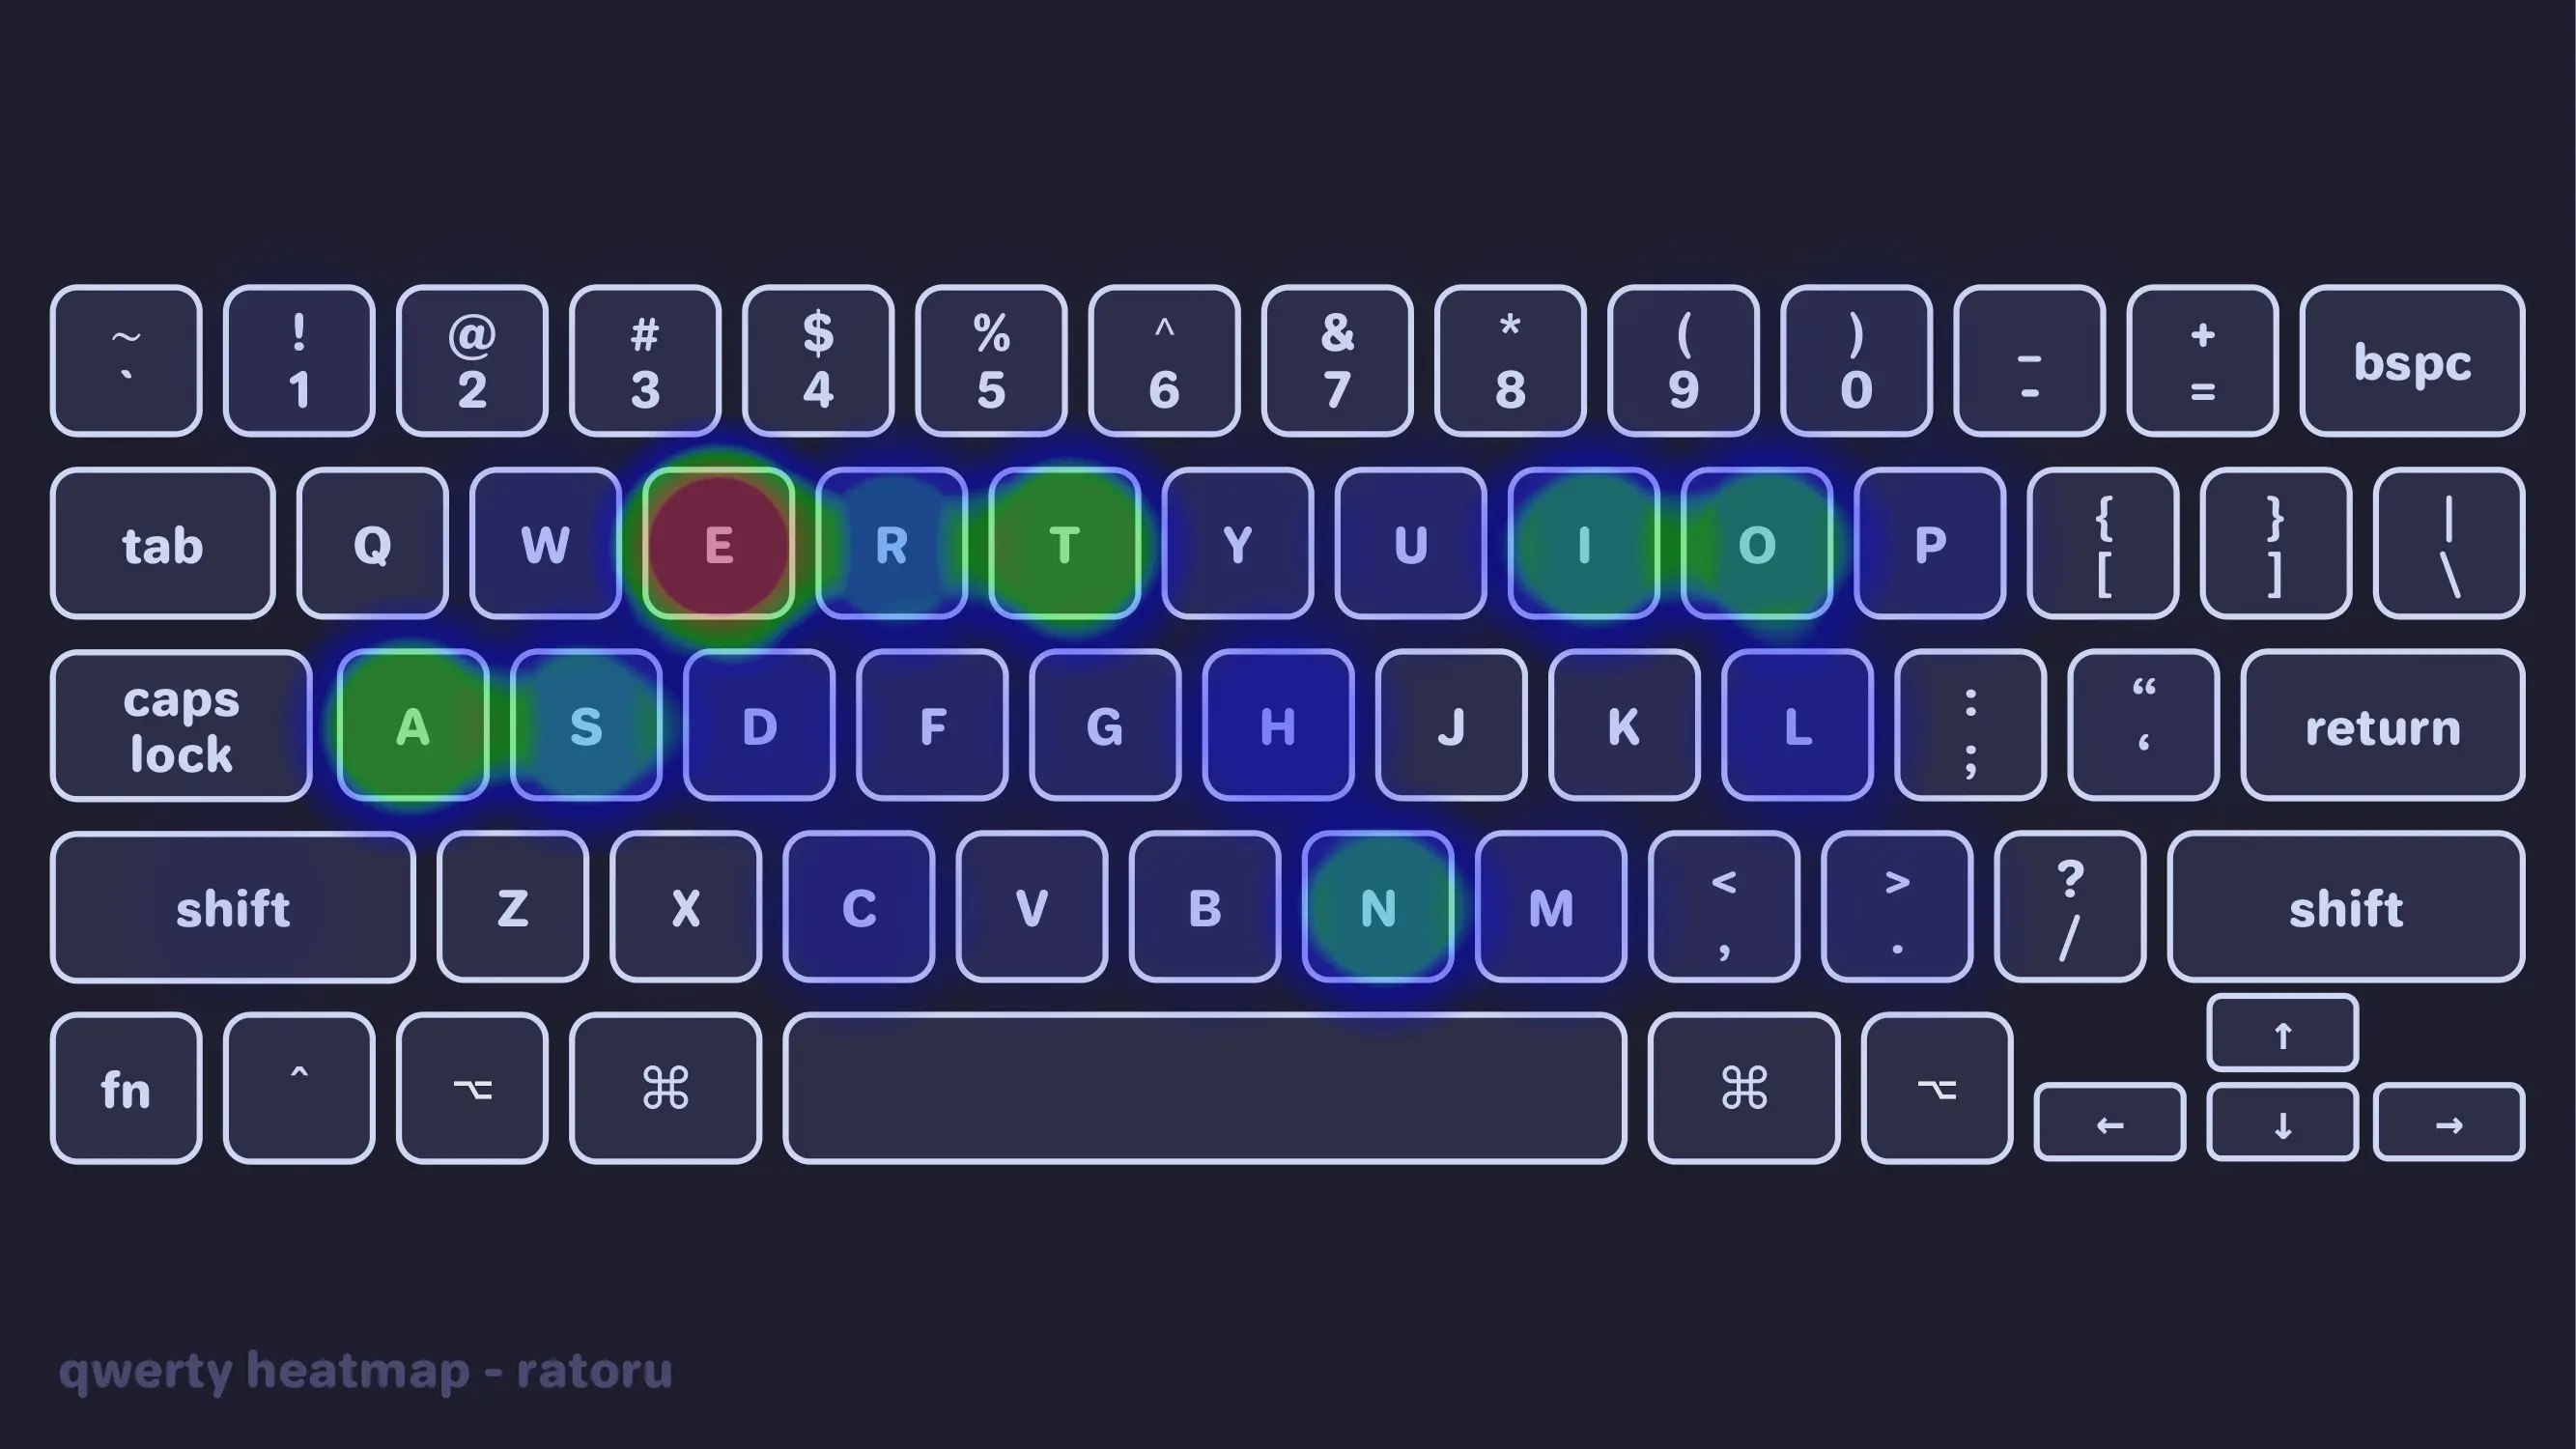 ~ ! @ # $ % ^ & * ( ) _ +
` 1 2 3 4 5 6 7 8 9 0 - = bspc
tab Q W E R T Y U I O P { [ } ] | \
caps lock A S D F G H J K L : ; “ ‘ return
shift Z X C V B N M < , > . ? / shift
fn ^ ⌥ ⌘ ⌘ ⌥ ← ↑ ↓ →
qwerty heatmap - ratoru